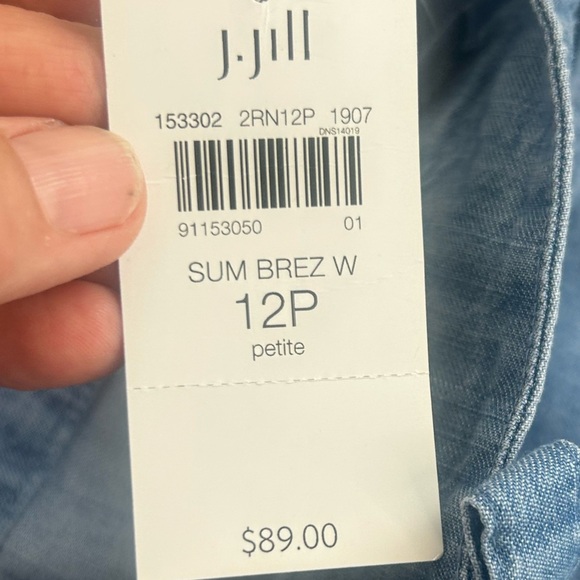 J.Jill
153302 2RN12P 1907
DNS14019
91153050 01
SUM BREZ W
12P
petite
$89.00